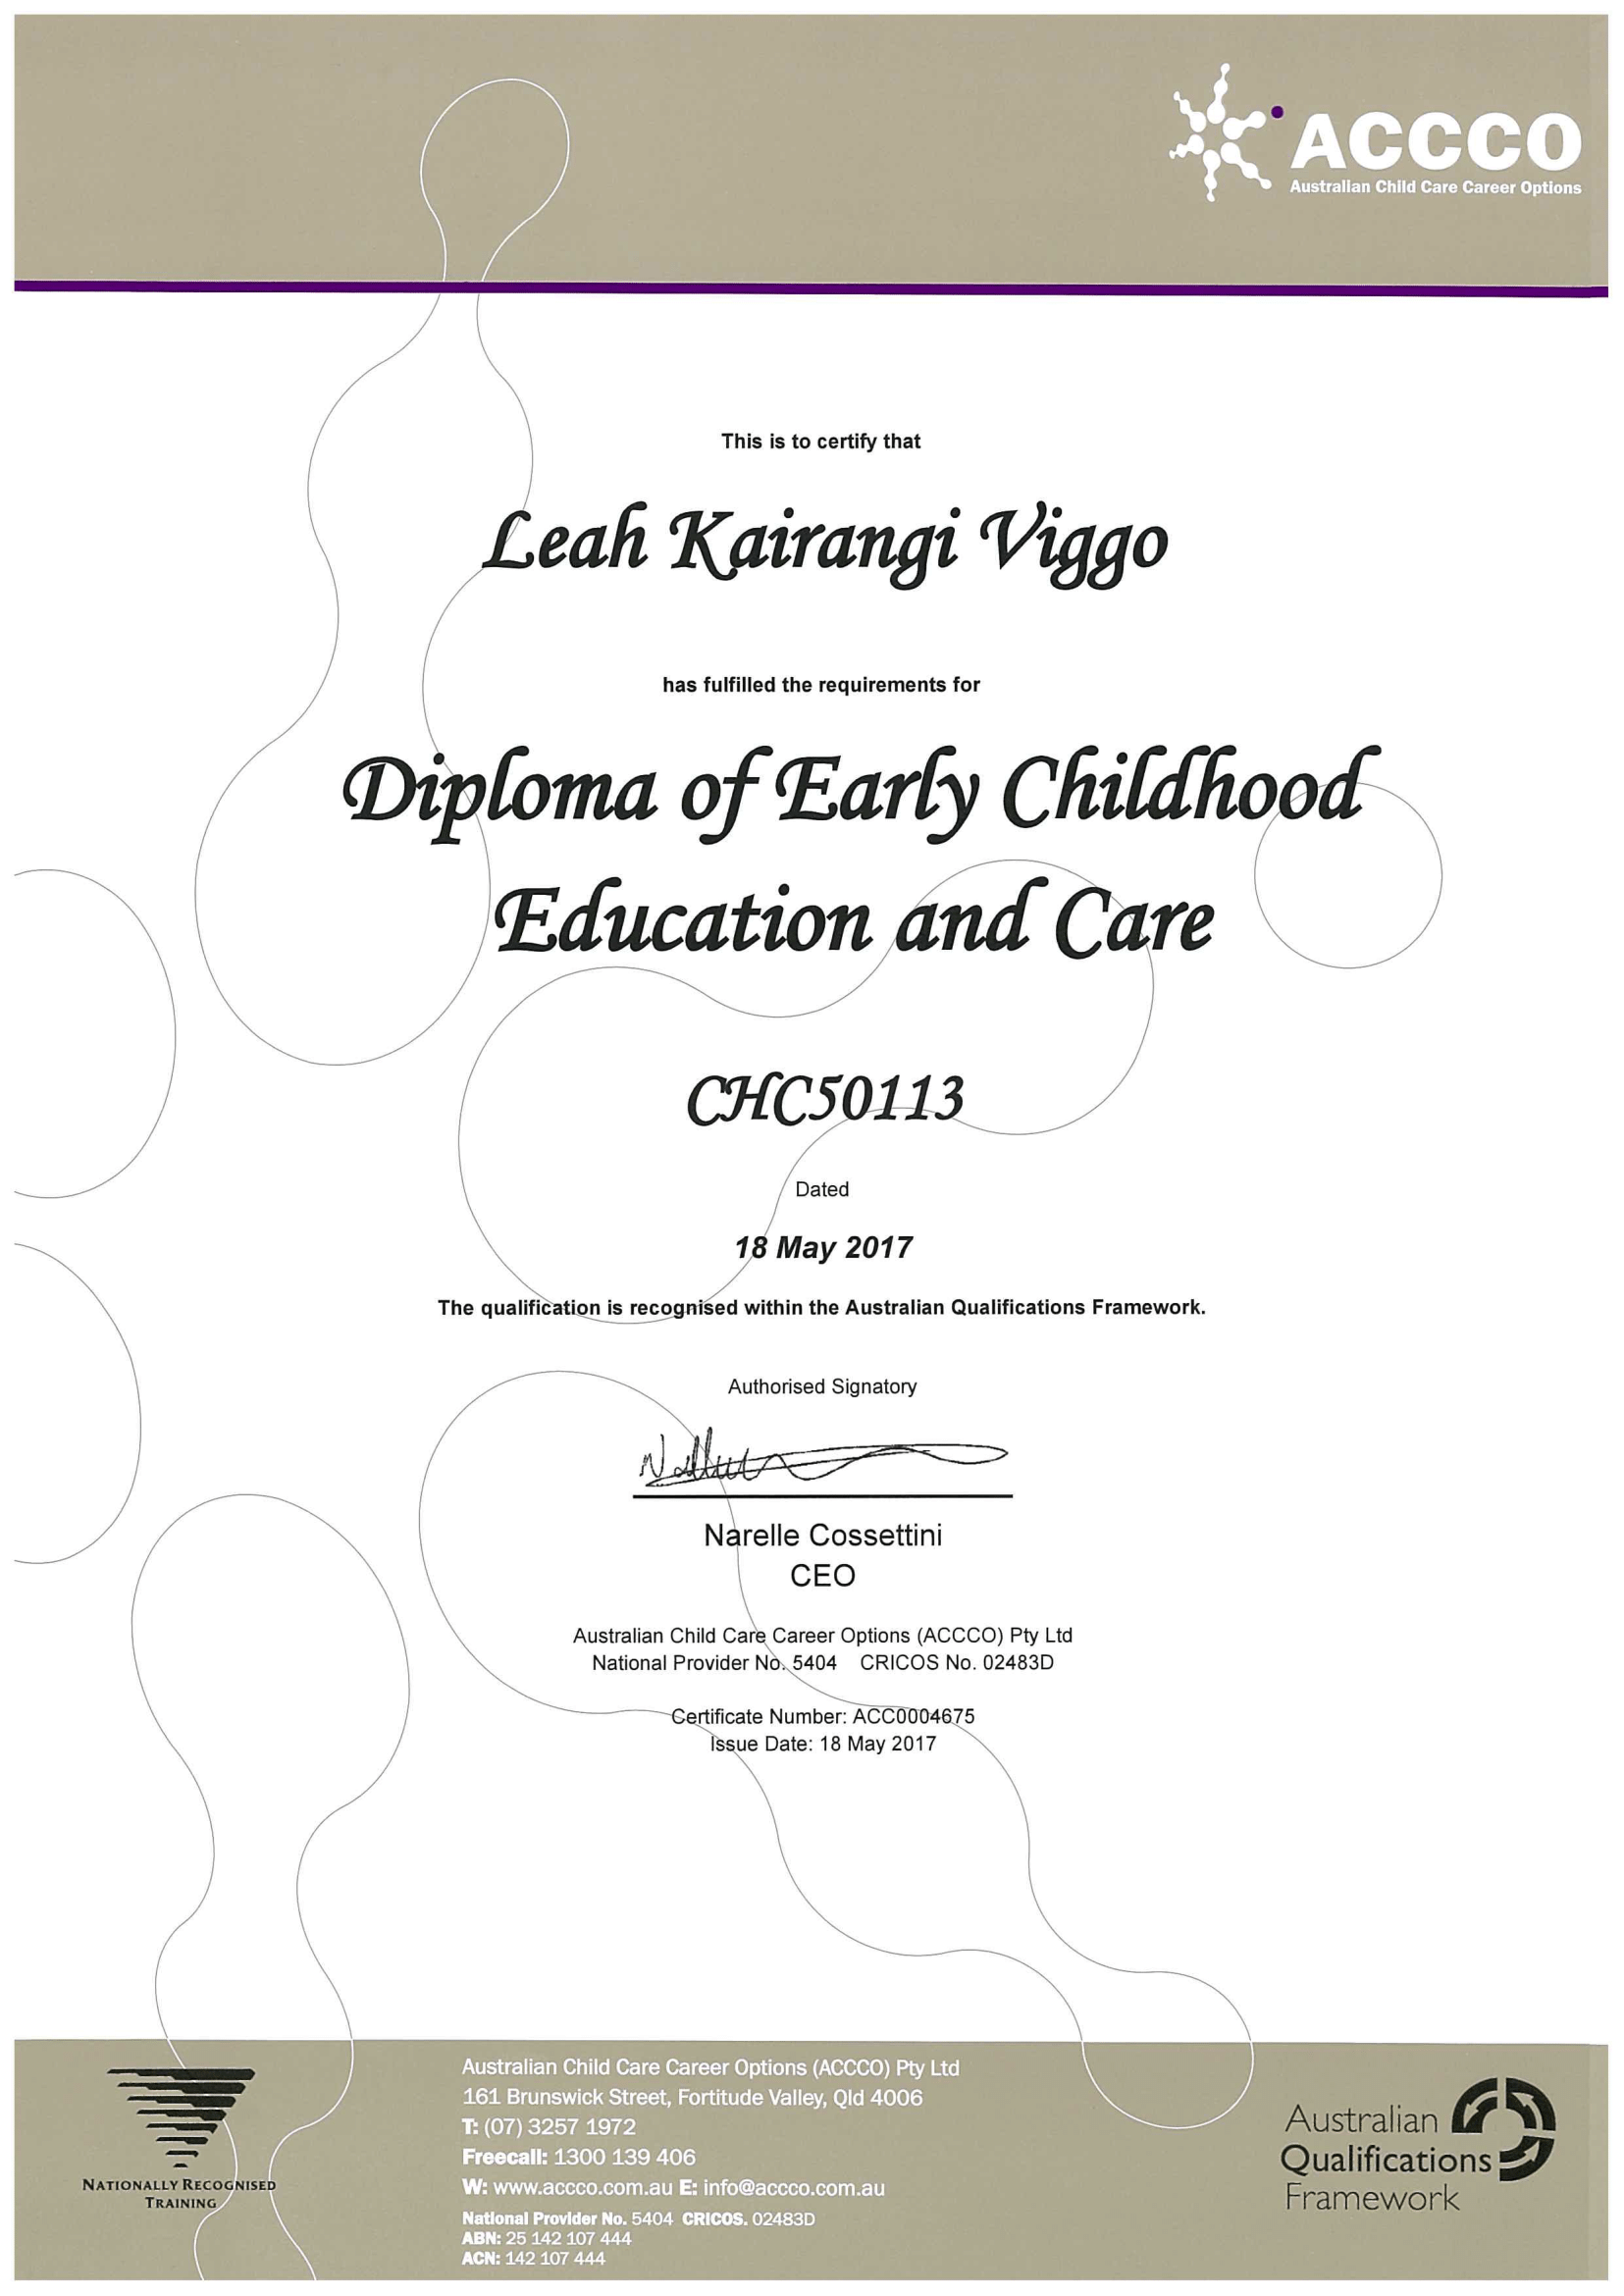 ACCCO
Australian Child Care Career Options
This is to certify that
Leah Kairangi Viggo
has fulfilled the requirements for
Diploma of Early Childhood
Education and Care
CHC50113
Dated
18 May 2017
The qualification is recognised within the Australian Qualifications Framework.
Authorised Signatory
Narelle Cossettini
CEO
Australian Child Care Career Options (ACCCO) Pty Ltd
National Provider No. 5404 CRICOS No. 02483D
Certificate Number: ACC0004675
Issue Date: 18 May 2017
NATIONALLY RECOGNISED
TRAINING
Australian Child Care Career Options (ACCCO) Pty Ltd
161 Brunswick Street, Fortitude Valley, Qld 4006
T: (07) 3257 1972
Freecall: 1300 139 406
W: www.accco.com.au E: info@accco.com.au
National Provider No. 5404 CRICOS. 02483D
ABN: 25 142 107 444
ACN: 142 107 444
Australian
Qualifications
Framework